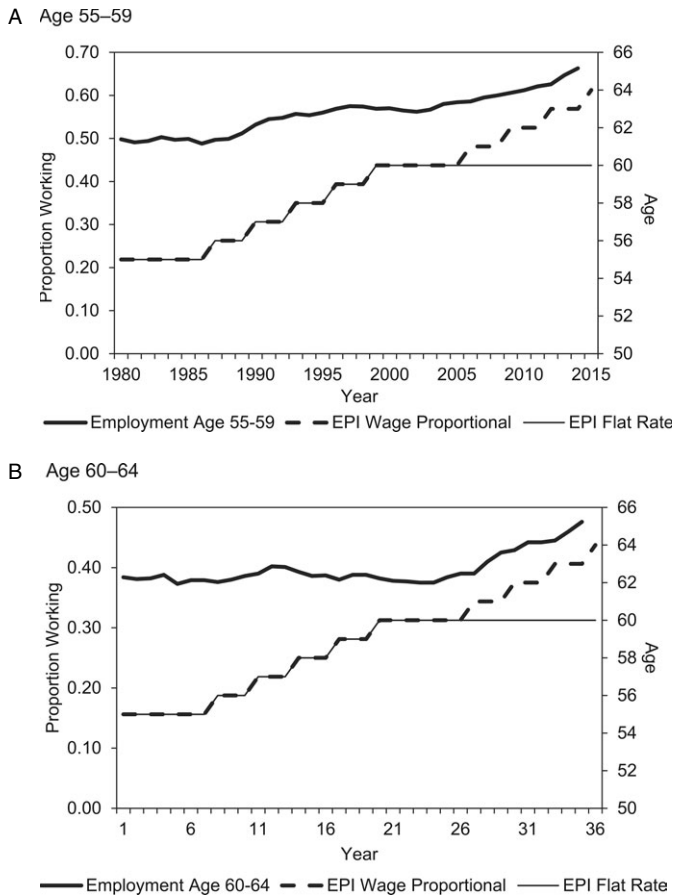 A Age 55–59
0.70 66
0.60 64
0.50 62
0.40 60
0.30 58
0.20 56
0.10 54
52
0.00 50
Proportion Working
Age
1980 1985 1990 1995 2000 2005 2010 2015
Year
Employment Age 55-59 EPI Wage Proportional EPI Flat Rate
B Age 60–64
0.50 66
64
0.40 62
0.30 60
58
0.20 56
0.10 54
52
0.00 50
Proportion Working
Age
1 6 11 16 21 26 31 36
Year
Employment Age 60-64 EPI Wage Proportional EPI Flat Rate